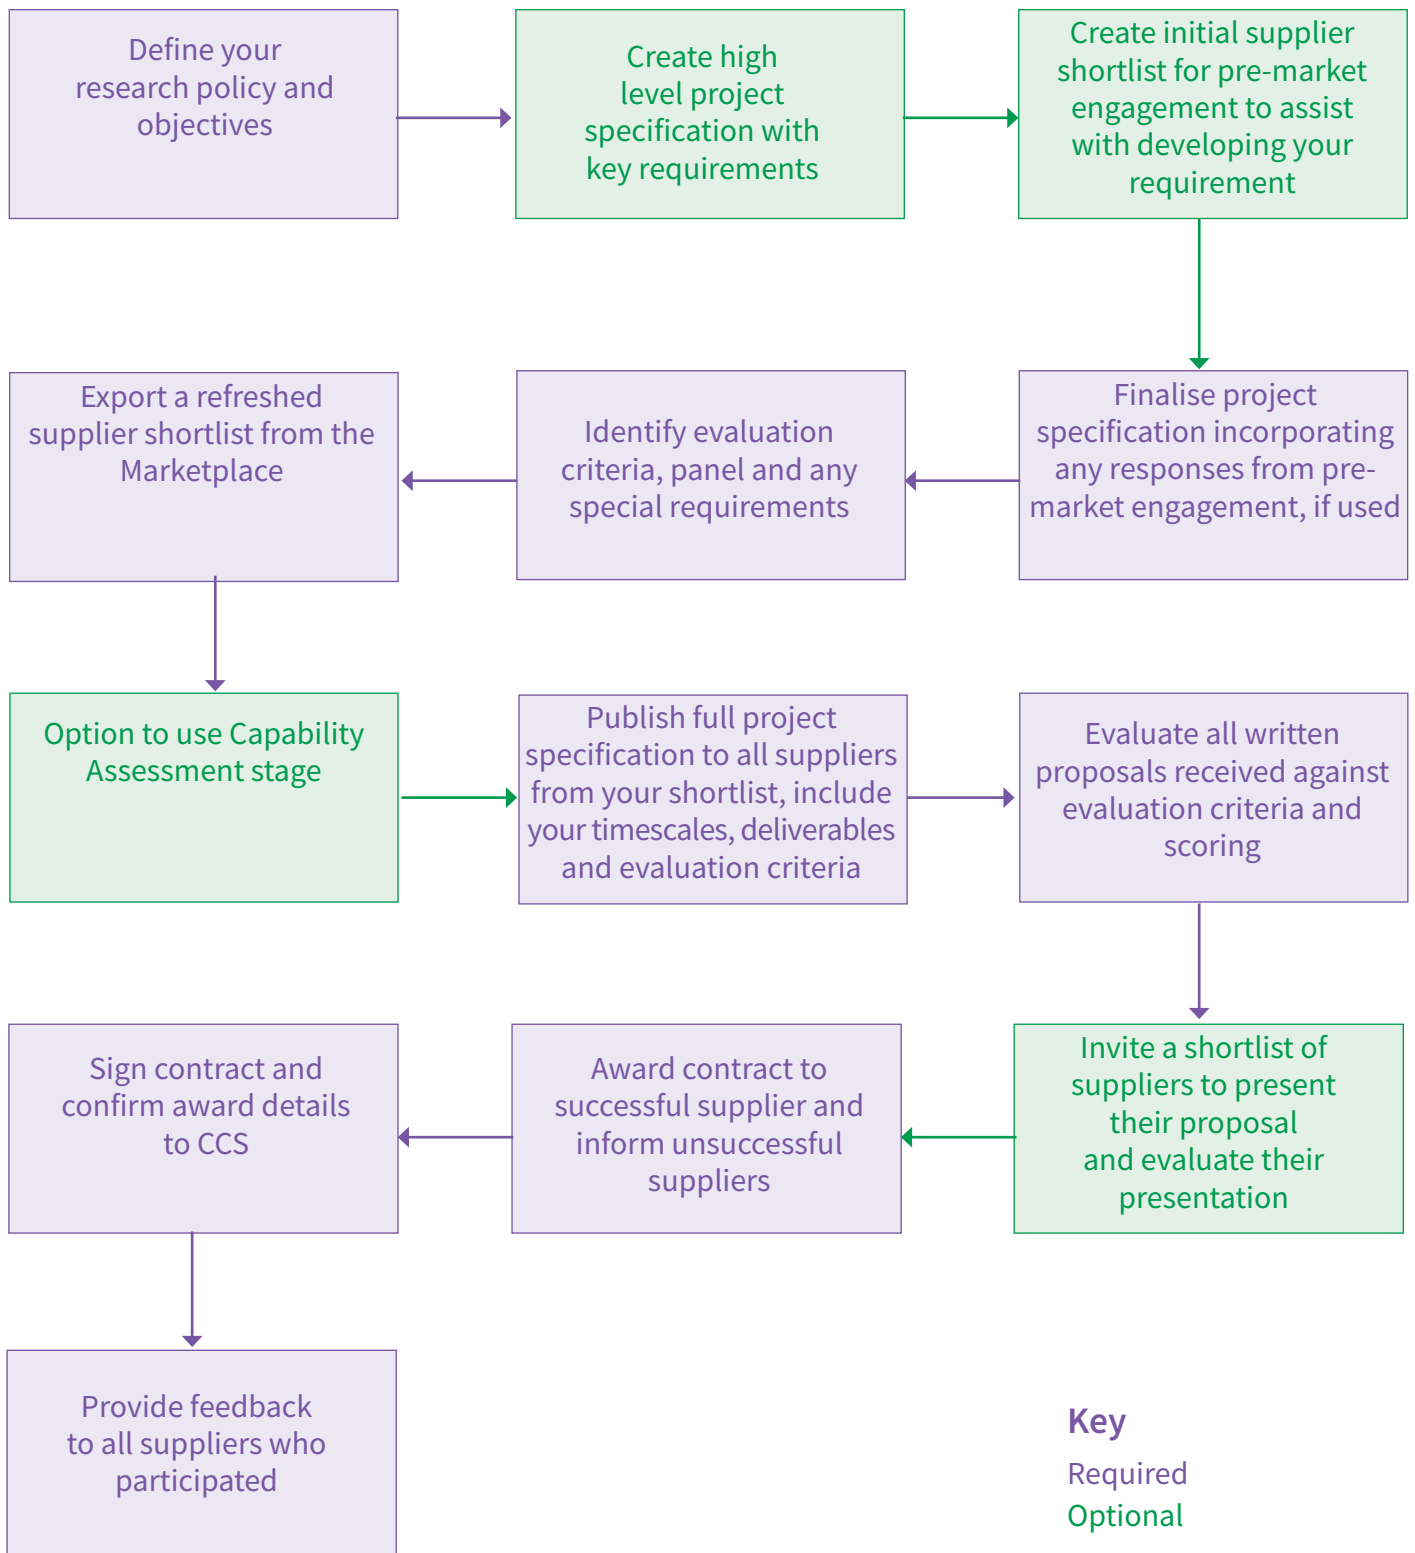 Define your
research policy and
objectives
Create high
level project
specification with
key requirements
Create initial supplier
shortlist for pre-market
engagement to assist
with developing your
requirement
Export a refreshed
supplier shortlist from the
Marketplace
Identify evaluation
criteria, panel and any
special requirements
Finalise project
specification incorporating
any responses from pre-
market engagement, if used
Option to use Capability
Assessment stage
Publish full project
specification to all suppliers
from your shortlist, include
your timescales, deliverables
and evaluation criteria
Evaluate all written
proposals received against
evaluation criteria and
scoring
Sign contract and
confirm award details
to CCS
Award contract to
successful supplier and
inform unsuccessful
suppliers
Invite a shortlist of
suppliers to present
their proposal
and evaluate their
presentation
Provide feedback
to all suppliers who
participated
Key
Required
Optional